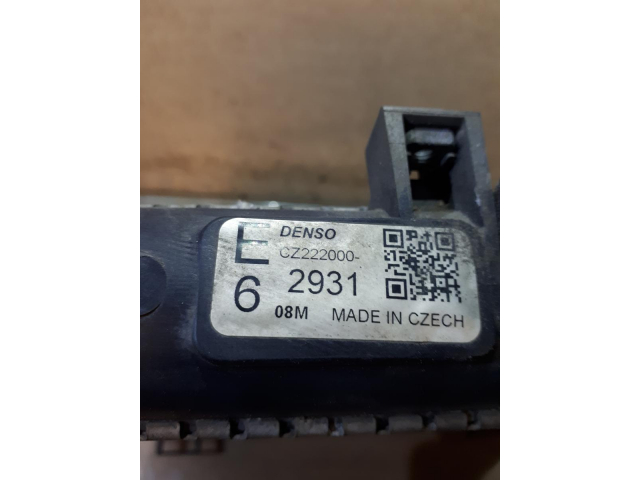 E DENSO
CZ222000-
6 2931
08M MADE IN CZECH